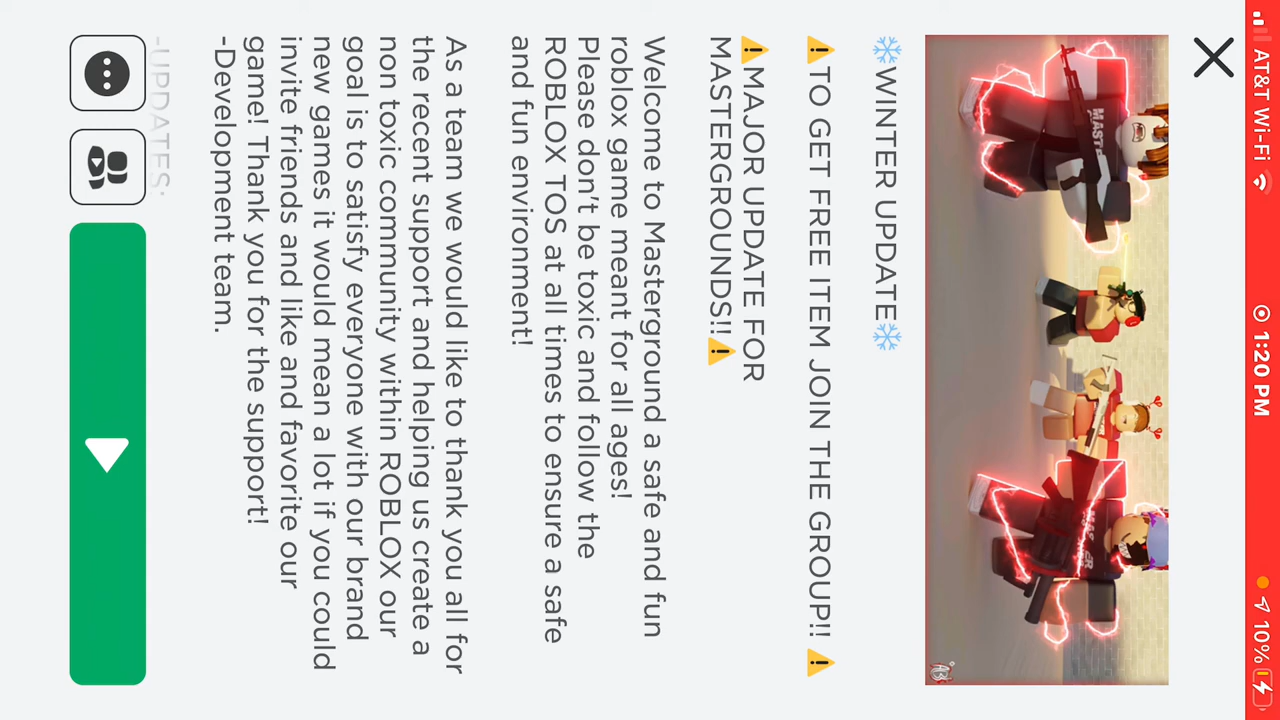 AT&T Wi-Fi 1:20 PM 10%
❄️WINTER UPDATE❄️
⚠️TO GET FREE ITEM JOIN THE GROUP!! ⚠️
⚠️MAJOR UPDATE FOR
MASTERGROUNDS!!⚠️
Welcome to Masterground a safe and fun
roblox game meant for all ages!
Please don’t be toxic and follow the
ROBLOX TOS at all times to ensure a safe
and fun environment!
As a team we would like to thank you all for
the recent support and helping us create a
non toxic community within ROBLOX our
goal is to satisfy everyone with our brand
new games it would mean a lot if you could
invite friends and like and favorite our
game! Thank you for the support!
-Development team.
-UPDATES: